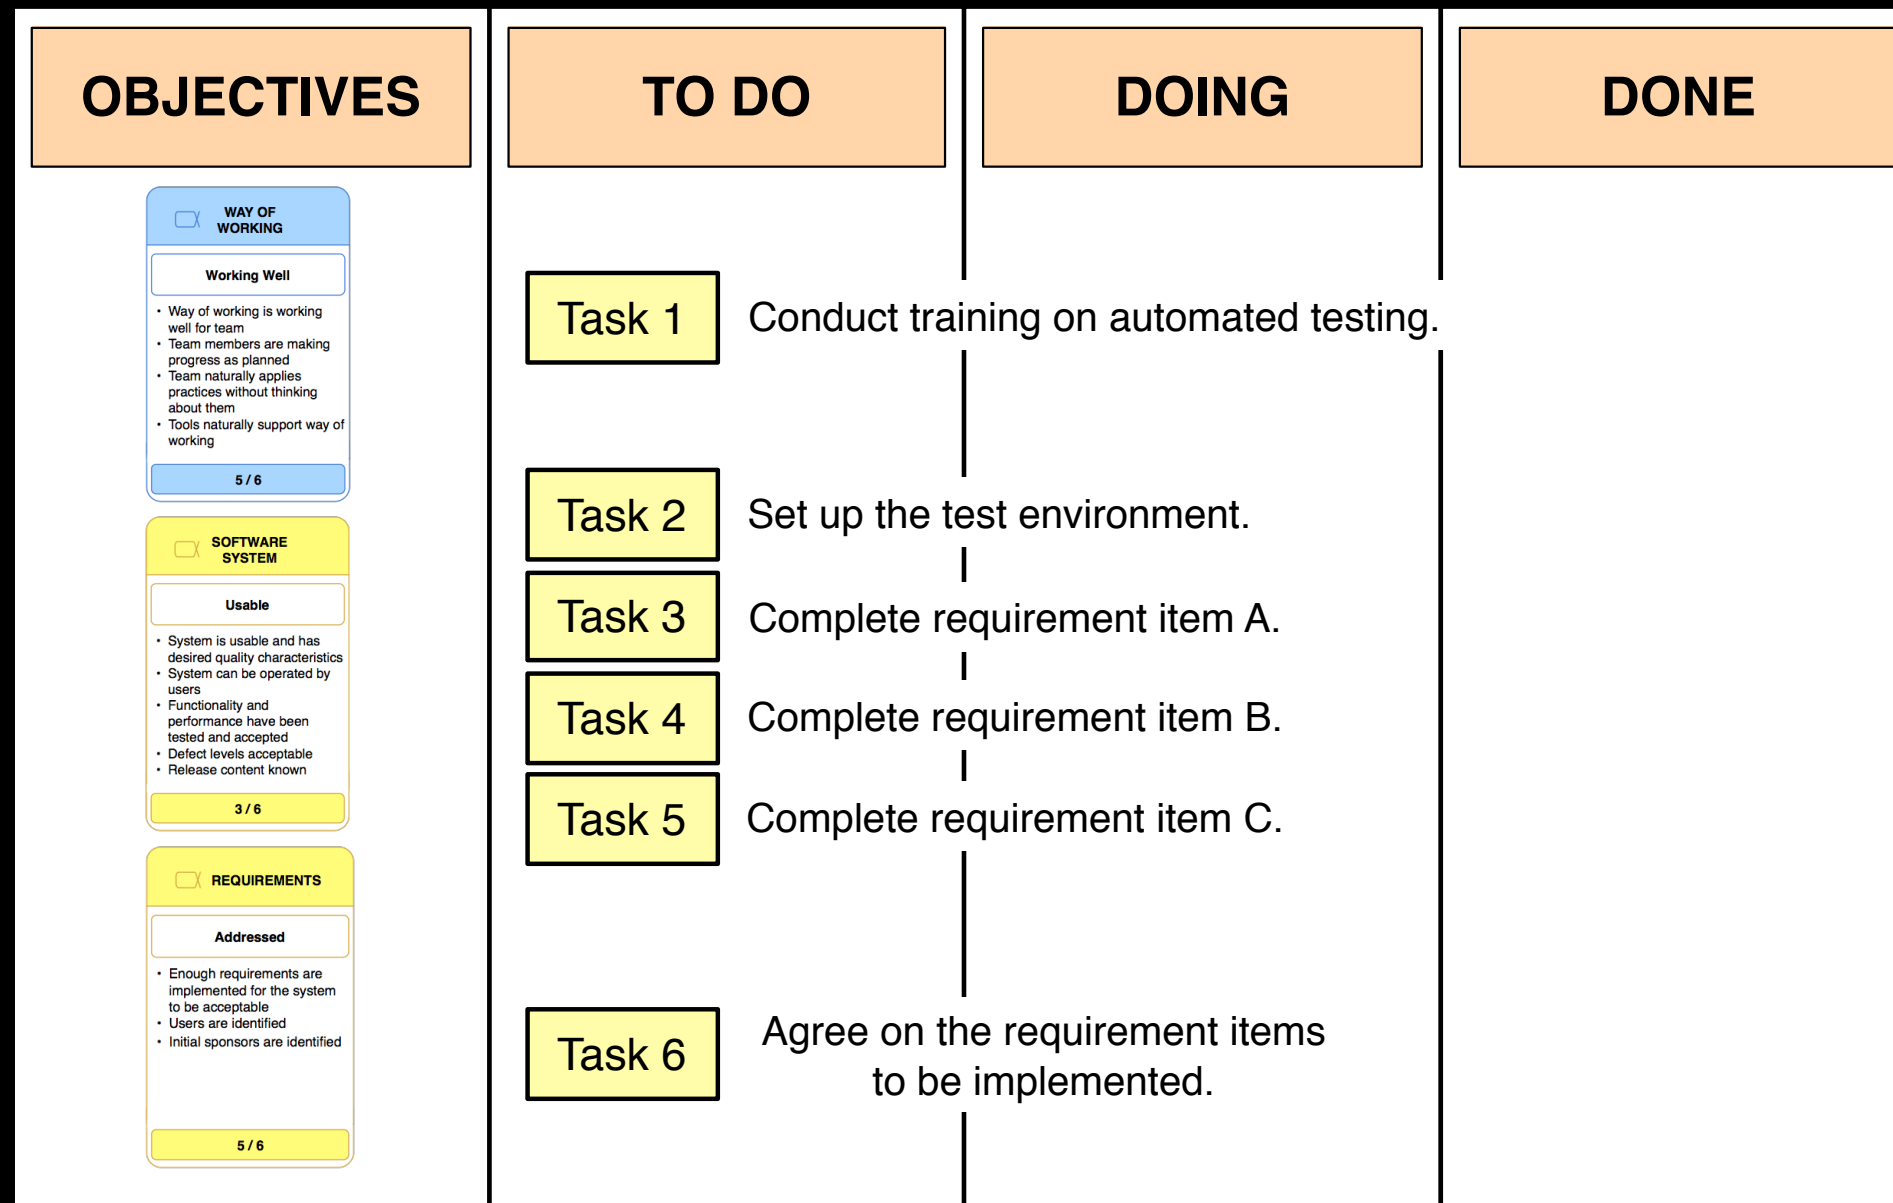 OBJECTIVES
TO DO
DOING
DONE
WAY OF
WORKING
Working Well
• Way of working is working
well for team
• Team members are making
progress as planned
• Team naturally applies
practices without thinking
about them
• Tools naturally support way of
working
5 / 6
SOFTWARE
SYSTEM
Usable
• System is usable and has
desired quality characteristics
• System can be operated by
users
• Functionality and
performance have been
tested and accepted
• Defect levels acceptable
• Release content known
3 / 6
REQUIREMENTS
Addressed
• Enough requirements are
implemented for the system
to be acceptable
• Users are identified
• Initial sponsors are identified
5 / 6
Task 1
Conduct training on automated testing.
Task 2
Set up the test environment.
Task 3
Complete requirement item A.
Task 4
Complete requirement item B.
Task 5
Complete requirement item C.
Task 6
Agree on the requirement items
to be implemented.